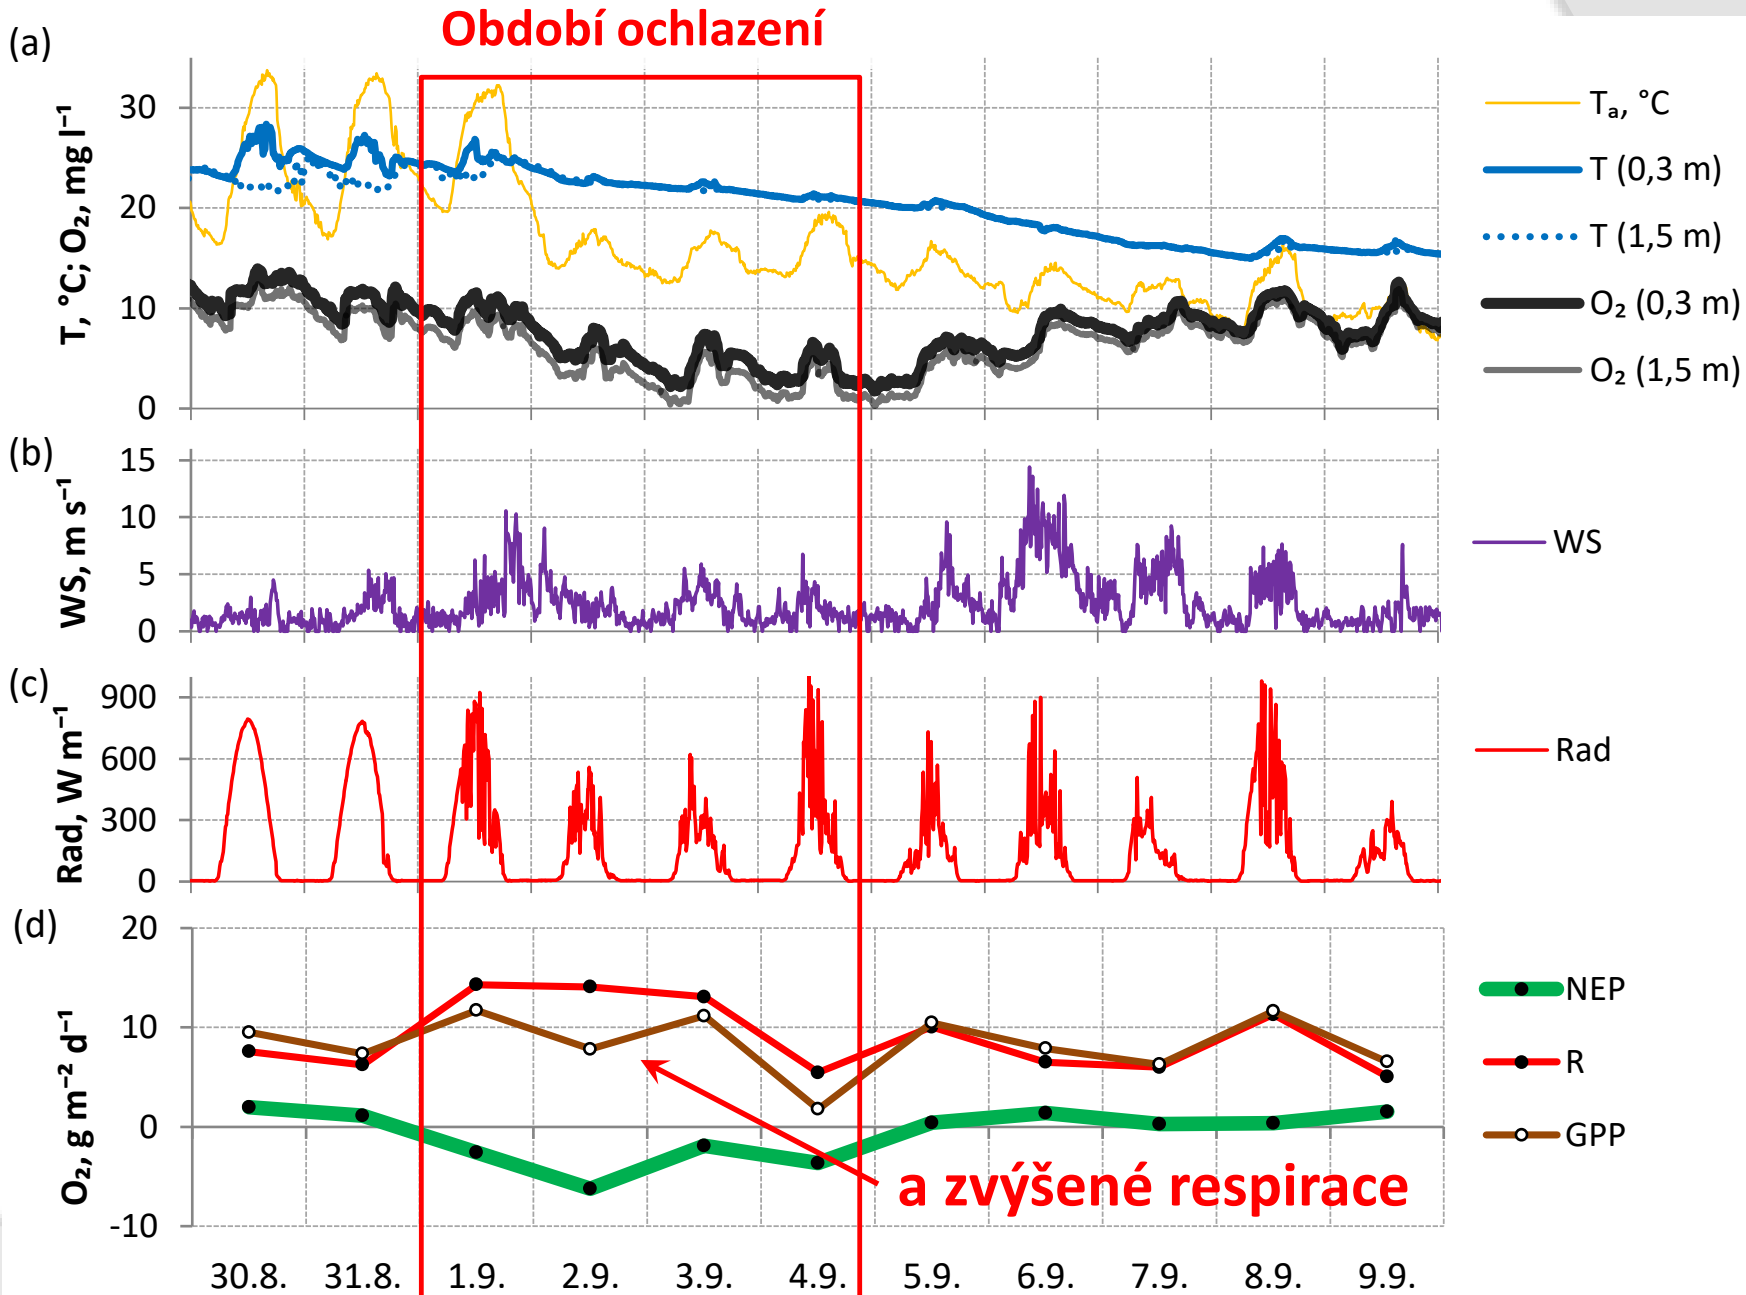 Období ochlazení
(a)
T, °C; O₂, mg l⁻¹
30
20
10
0
Tₐ, °C
T (0,3 m)
T (1,5 m)
O₂ (0,3 m)
O₂ (1,5 m)
(b)
WS, m s⁻¹
15
10
5
0
WS
(c)
Rad, W m⁻¹
900
600
300
0
Rad
(d)
O₂, g m⁻² d⁻¹
20
10
0
-10
NEP
R
GPP
a zvýšené respirace
30.8. 31.8. 1.9. 2.9. 3.9. 4.9. 5.9. 6.9. 7.9. 8.9. 9.9.